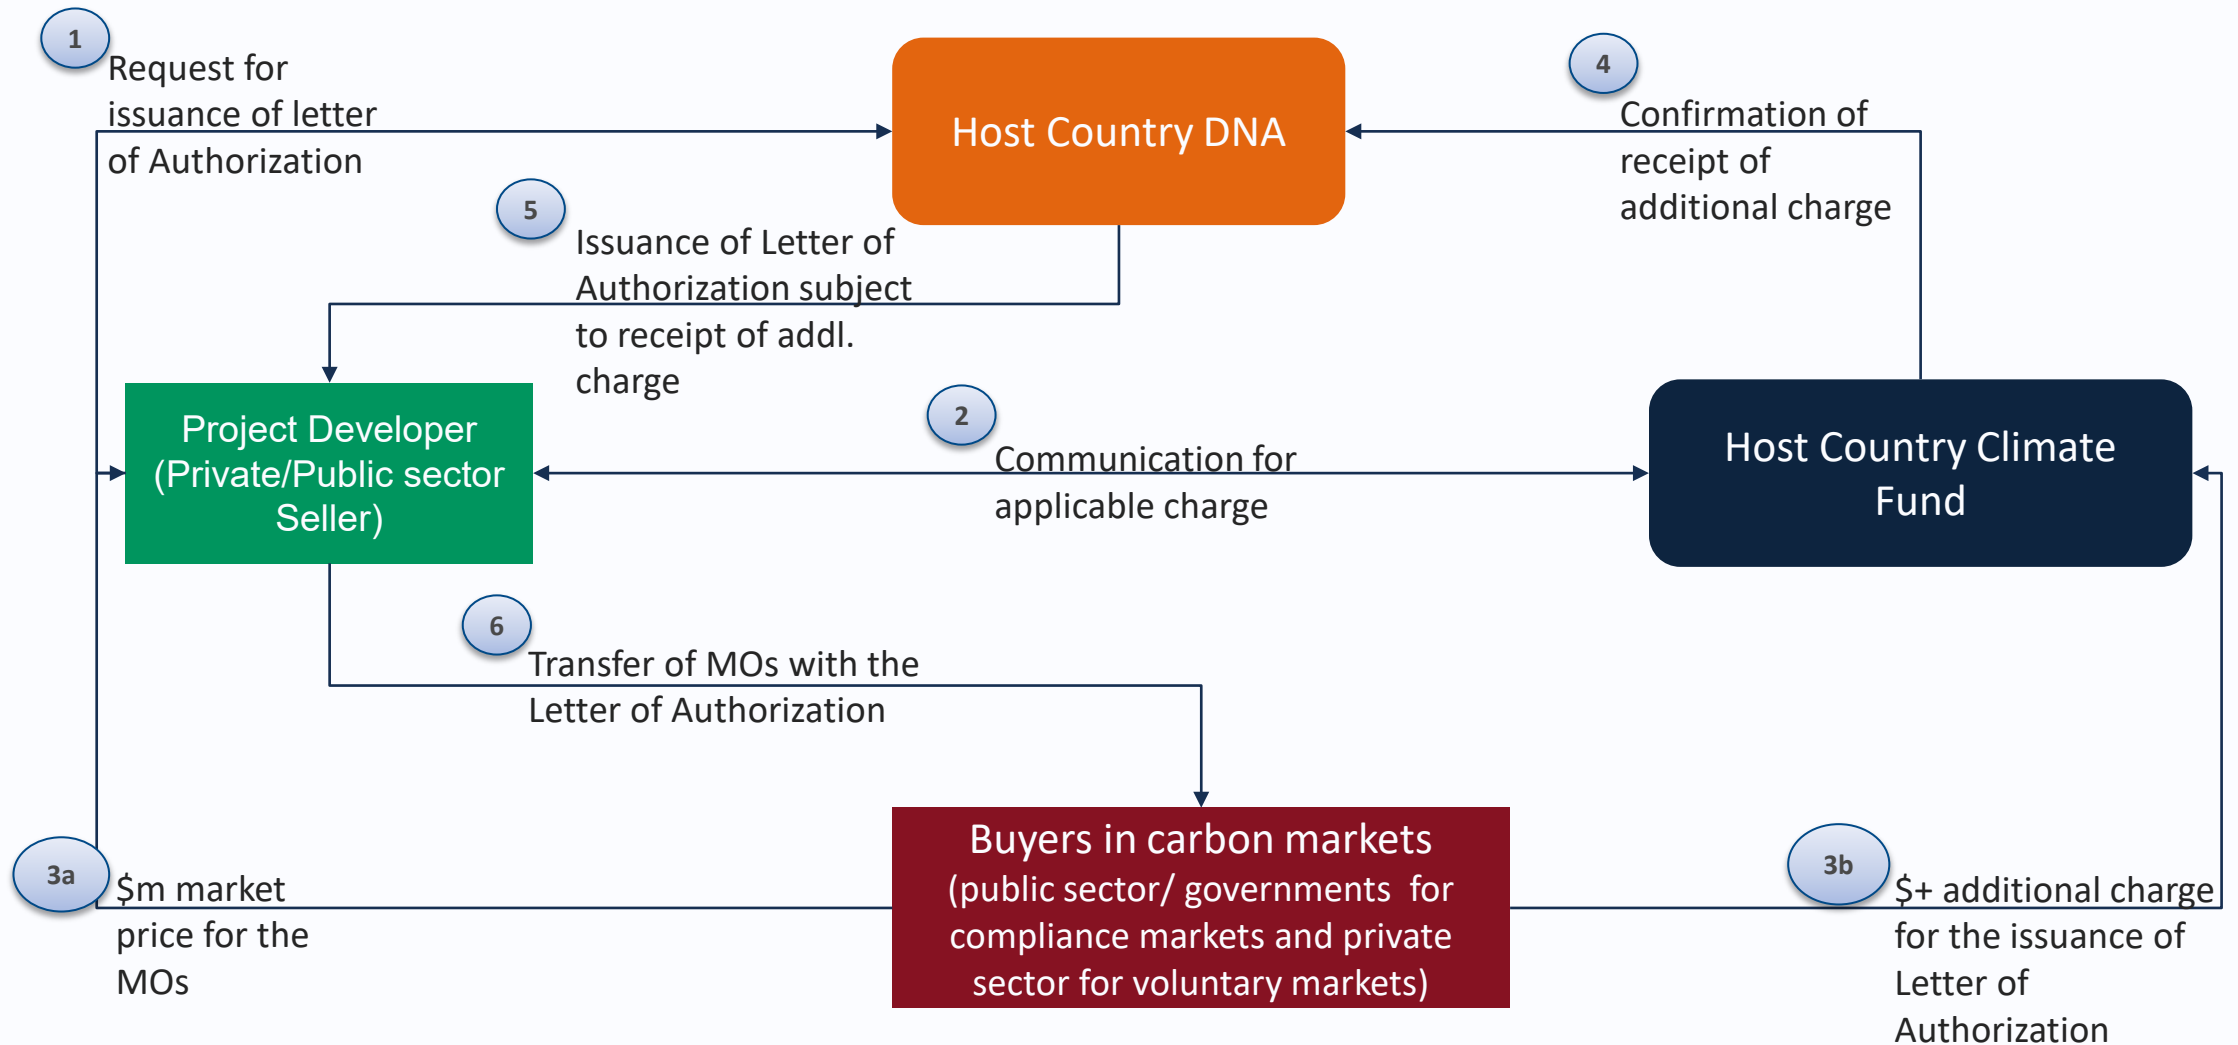 1
Request for
issuance of letter
of Authorization
Host Country DNA
4
Confirmation of
receipt of
additional charge
5
Issuance of Letter of
Authorization subject
to receipt of addl.
charge
Project Developer
(Private/Public sector
Seller)
2
Communication for
applicable charge
Host Country Climate
Fund
6
Transfer of MOs with the
Letter of Authorization
3a
$m market
price for the
MOs
Buyers in carbon markets
(public sector/ governments for
compliance markets and private
sector for voluntary markets)
3b
$+ additional charge
for the issuance of
Letter of
Authorization